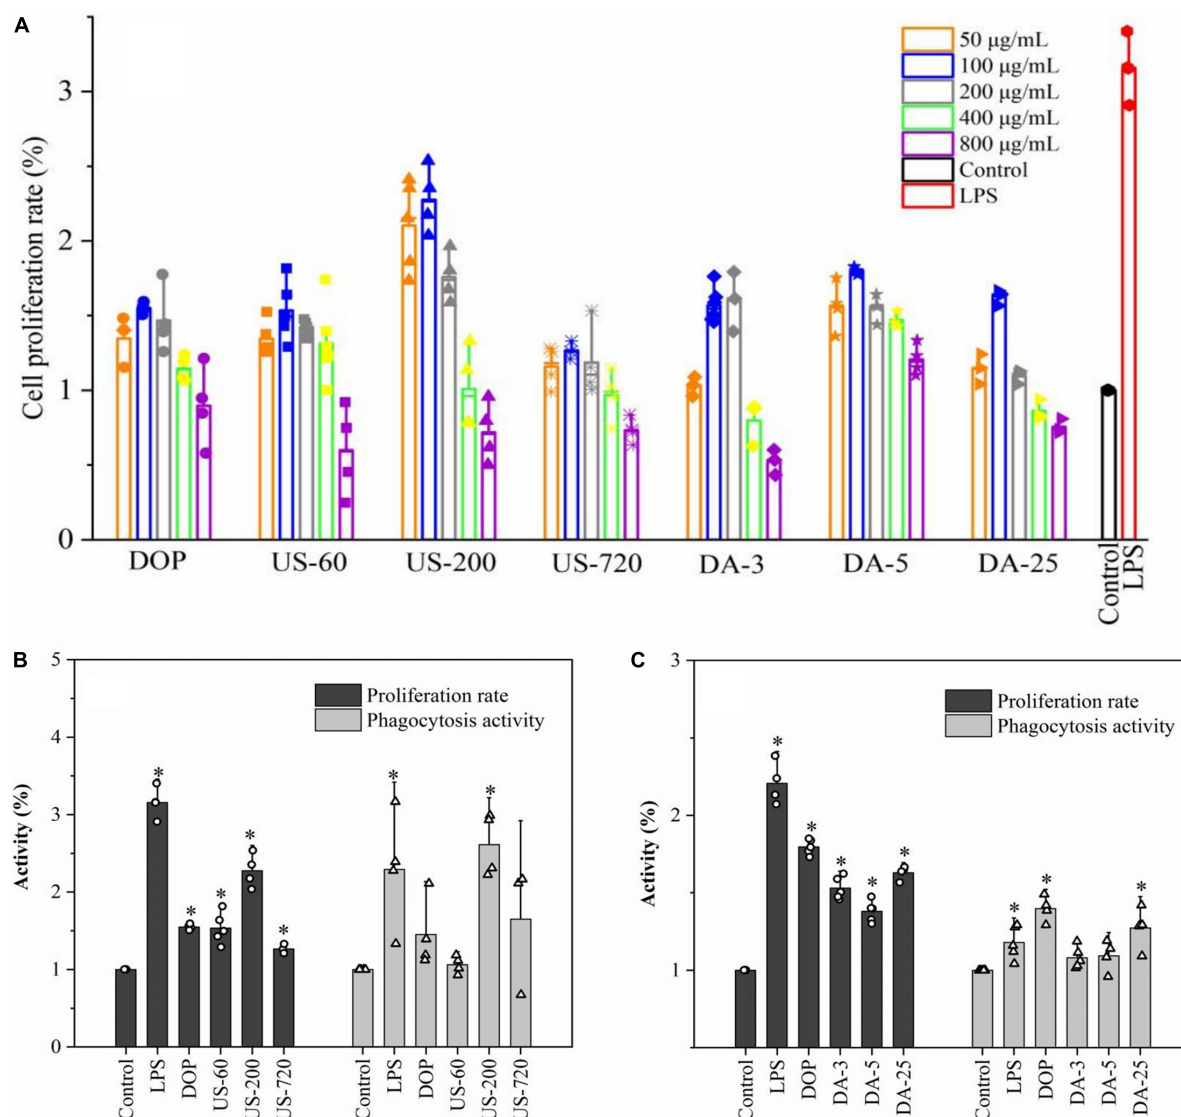 A
Cell proliferation rate (%)
3
2
1
0
50 μg/mL
100 μg/mL
200 μg/mL
400 μg/mL
800 μg/mL
Control
LPS
DOP US-60 US-200 US-720 DA-3 DA-5 DA-25 Control LPS
B
Activity (%)
5
4
3
2
1
0
Proliferation rate
Phagocytosis activity
* * * * *
* *
Control LPS DOP US-60 US-200 US-720 Control LPS DOP US-60 US-200 US-720
C
Activity (%)
3
2
1
Proliferation rate
Phagocytosis activity
* * * * *
* * *
Control LPS DOP DA-3 DA-5 DA-25 Control LPS DOP DA-3 DA-5 DA-25